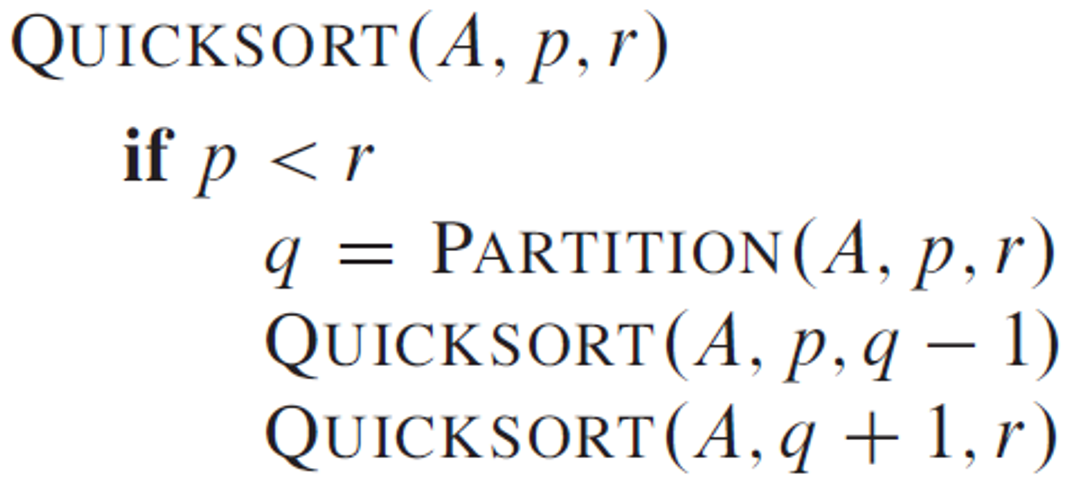 QUICKSORT(A, p, r)
if p < r
q = PARTITION(A, p, r)
QUICKSORT(A, p, q − 1)
QUICKSORT(A, q + 1, r)